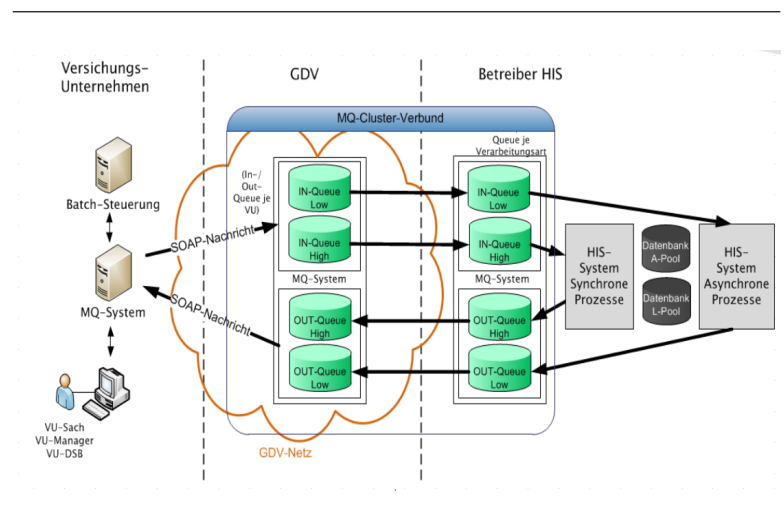 Versichungs-
Unternehmen
GDV
Betreiber HIS
MQ-Cluster-Verbund
Queue je
Verarbeitungsart
(In-/
Out-
Queue je
VU)
IN-Queue
Low
IN-Queue
Low
Batch-Steuerung
SOAP-Nachricht
IN-Queue
High
IN-Queue
High
HIS-
System
Synchrone
Prozesse
Datenbank
A-Pool
Datenbank
L-Pool
HIS-
System
Asynchrone
Prozesse
MQ-System
MQ-System
MQ-System
SOAP-Nachricht
OUT-Queue
High
OUT-Queue
High
OUT-Queue
Low
OUT-Queue
Low
VU-Sach
VU-Manager
VU-DSB
GDV-Netz